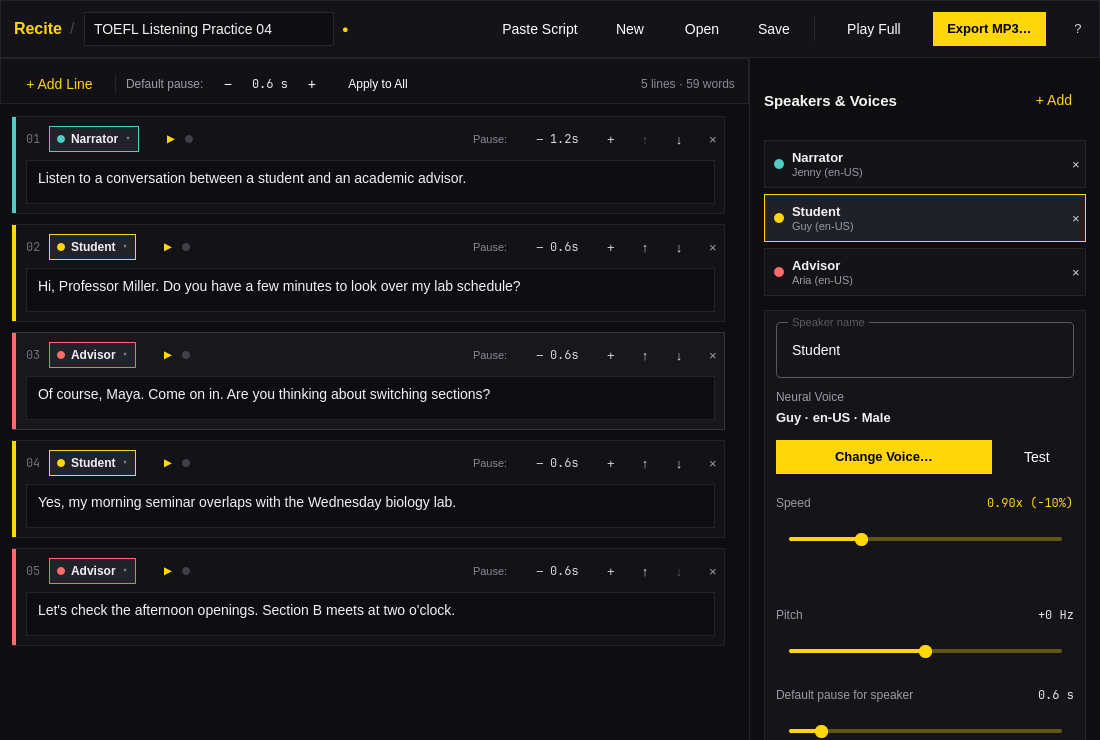 Recite / TOEFL Listening Practice 04 Paste Script New Open Save Play Full Export MP3… ?
+ Add Line Default pause: − 0.6 s + Apply to All 5 lines · 59 words
01 Narrator Pause: − 1.2s + ↑ ↓ ×
Listen to a conversation between a student and an academic advisor.
02 Student Pause: − 0.6s + ↑ ↓ ×
Hi, Professor Miller. Do you have a few minutes to look over my lab schedule?
03 Advisor Pause: − 0.6s + ↑ ↓ ×
Of course, Maya. Come on in. Are you thinking about switching sections?
04 Student Pause: − 0.6s + ↑ ↓ ×
Yes, my morning seminar overlaps with the Wednesday biology lab.
05 Advisor Pause: − 0.6s + ↑ ↓ ×
Let's check the afternoon openings. Section B meets at two o'clock.
Speakers & Voices + Add
Narrator ×
Jenny (en-US)
Student ×
Guy (en-US)
Advisor ×
Aria (en-US)
Speaker name
Student
Neural Voice
Guy · en-US · Male
Change Voice… Test
Speed 0.90x (-10%)
Pitch +0 Hz
Default pause for speaker 0.6 s